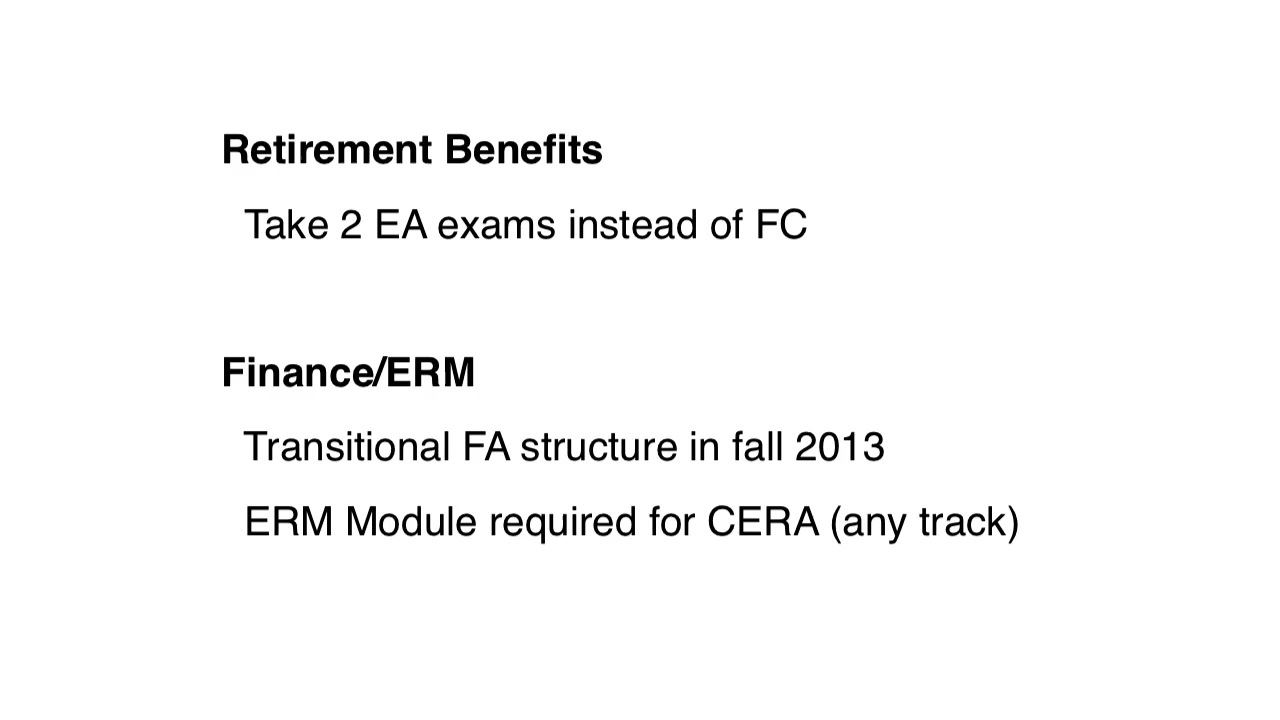 Retirement Benefits
Take 2 EA exams instead of FC
Finance/ERM
Transitional FA structure in fall 2013
ERM Module required for CERA (any track)